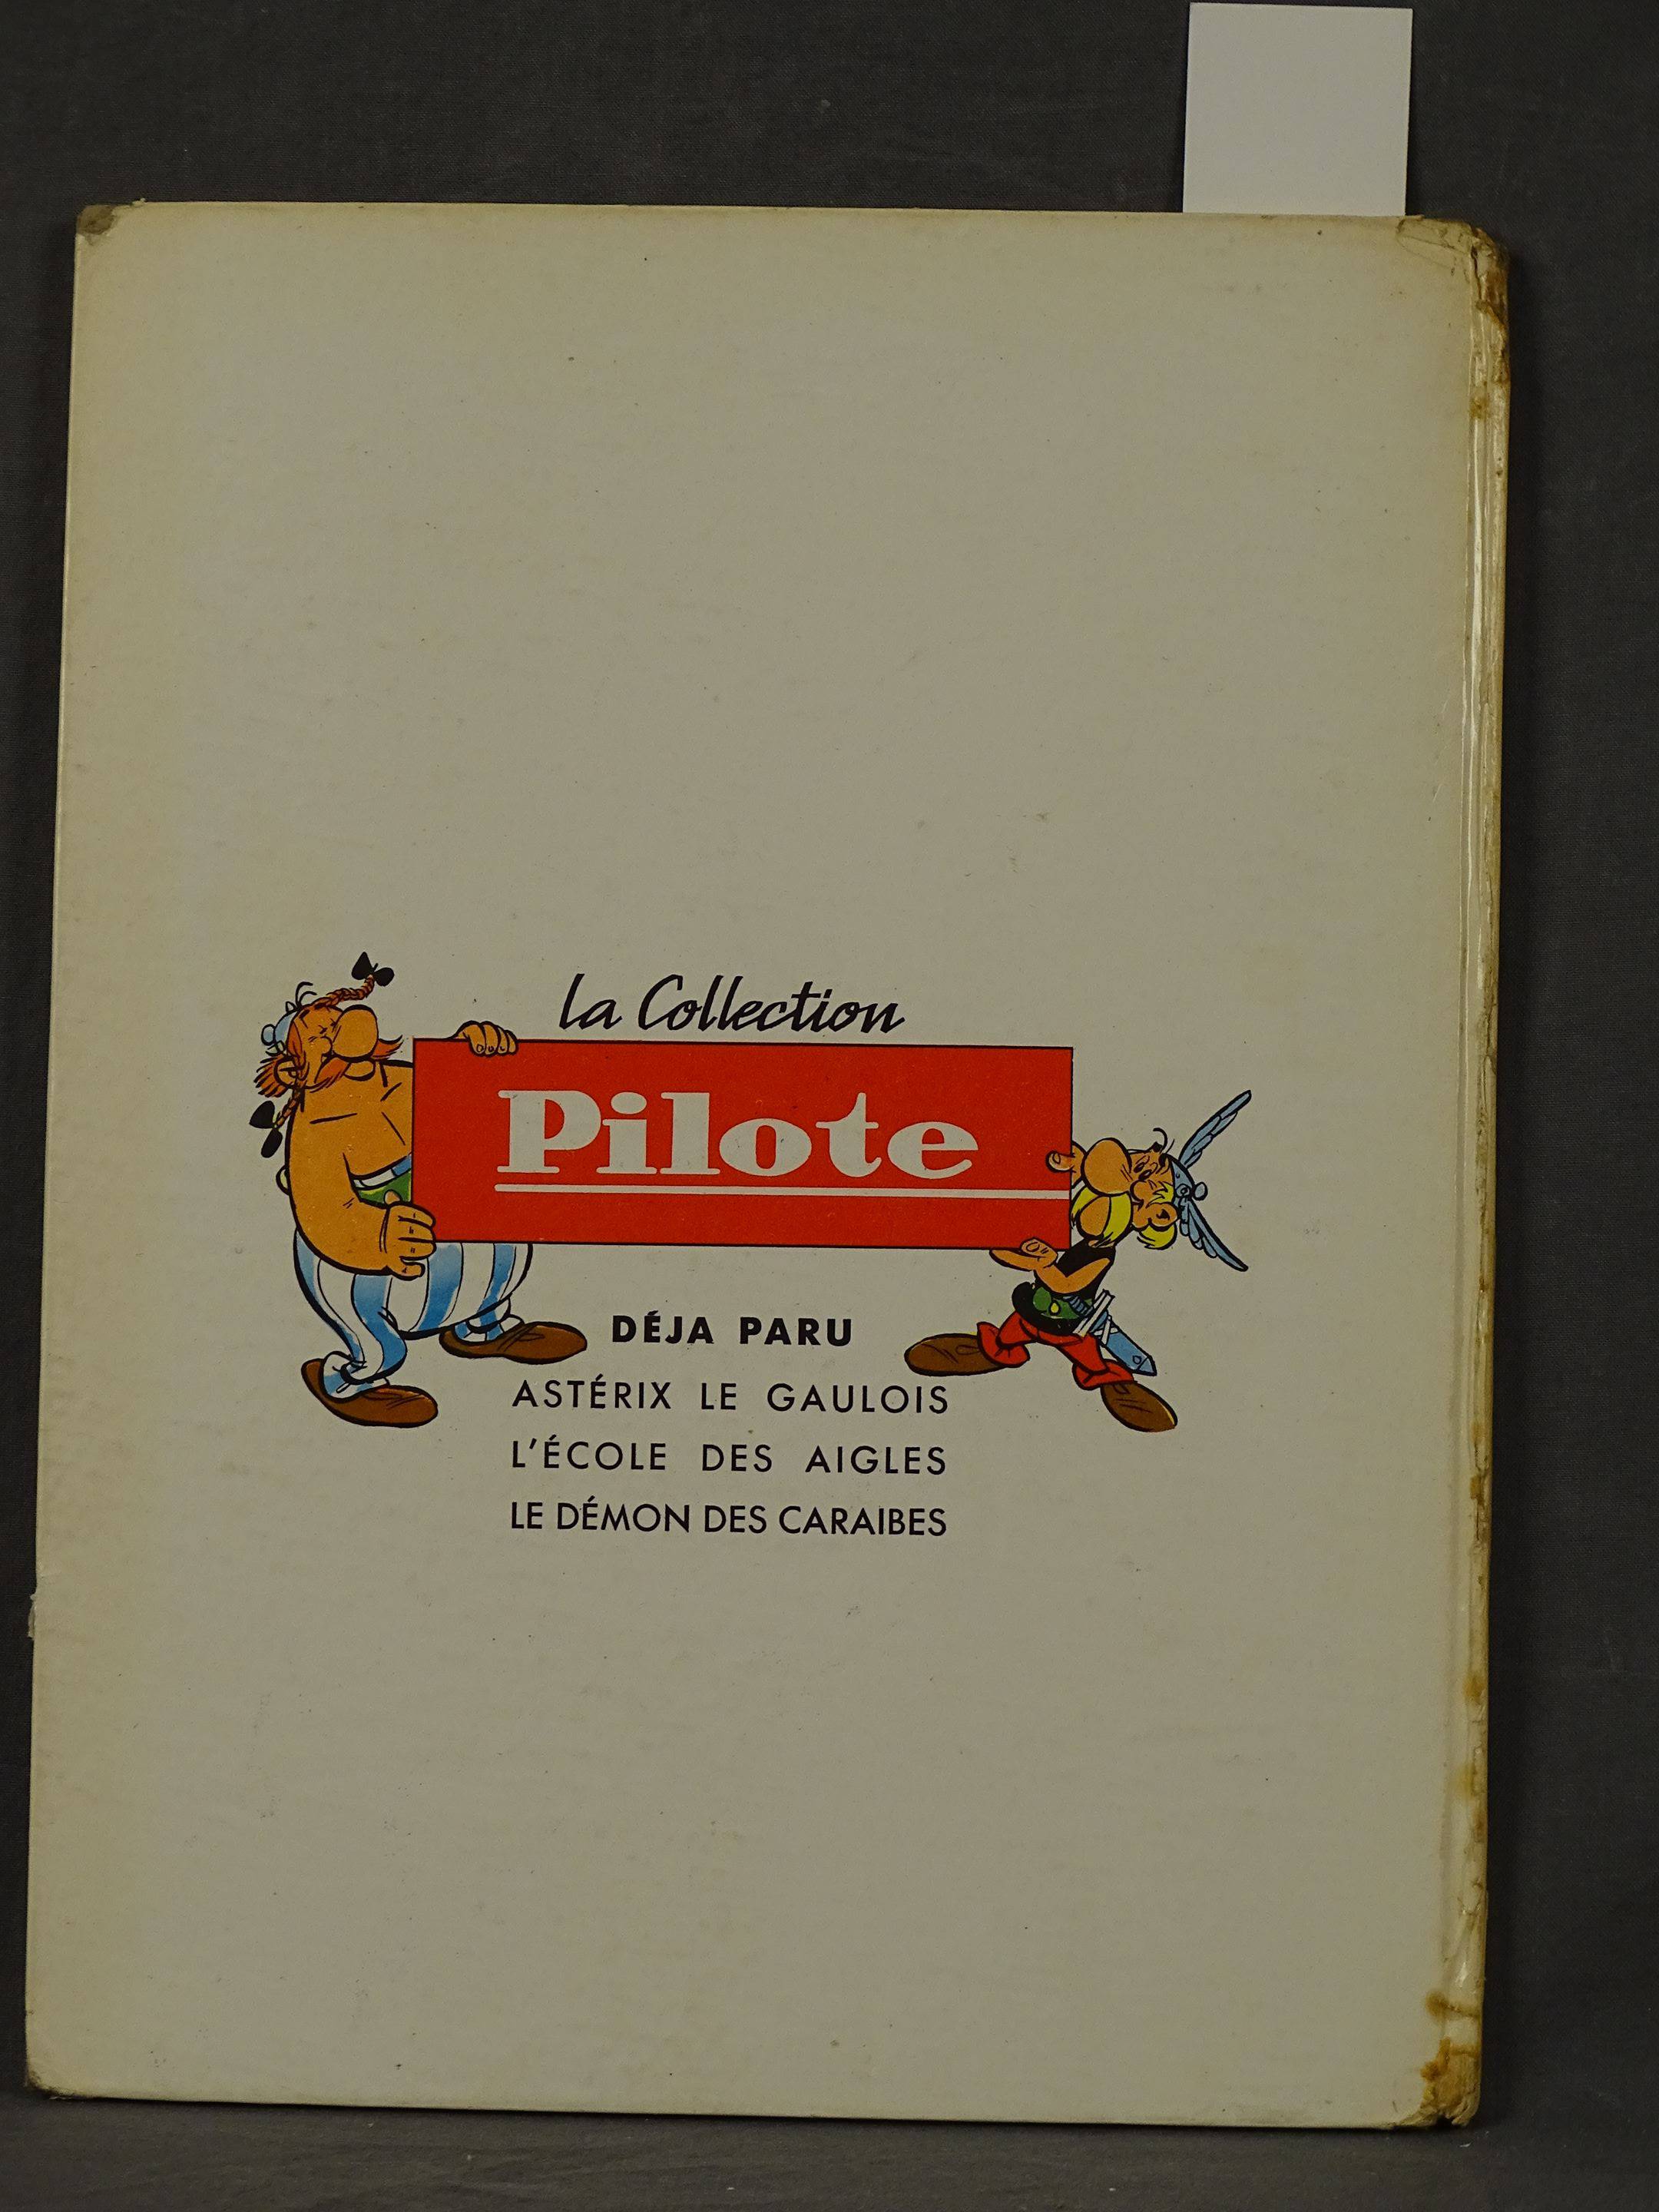 la Collection
Pilote
DÉJA PARU
ASTÉRIX LE GAULOIS
L'ÉCOLE DES AIGLES
LE DÉMON DES CARAIBES